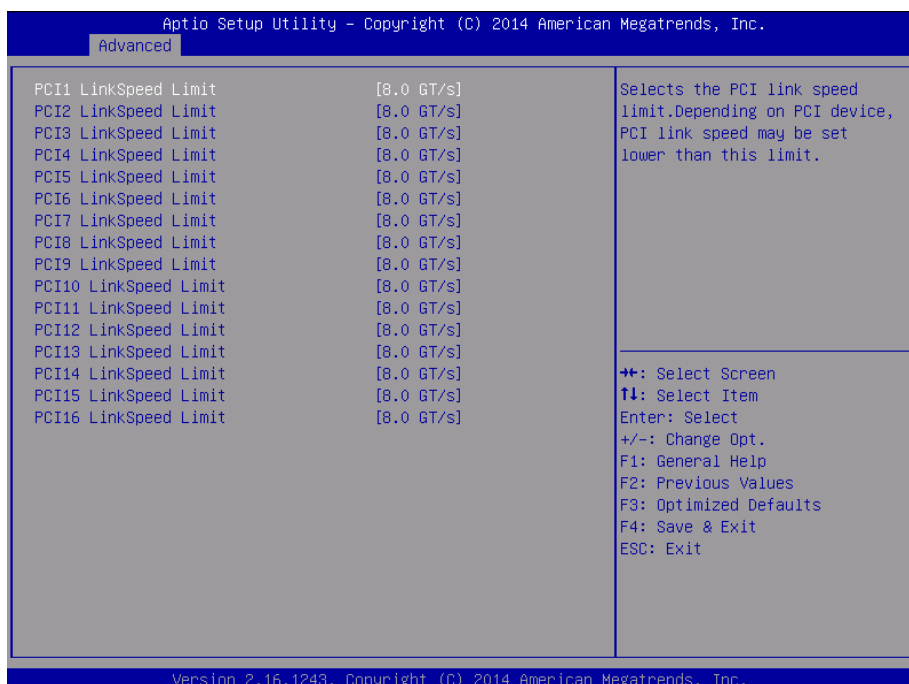 Aptio Setup Utility – Copyright (C) 2014 American Megatrends, Inc.
Advanced
PCI1 LinkSpeed Limit [8.0 GT/s]
PCI2 LinkSpeed Limit [8.0 GT/s]
PCI3 LinkSpeed Limit [8.0 GT/s]
PCI4 LinkSpeed Limit [8.0 GT/s]
PCI5 LinkSpeed Limit [8.0 GT/s]
PCI6 LinkSpeed Limit [8.0 GT/s]
PCI7 LinkSpeed Limit [8.0 GT/s]
PCI8 LinkSpeed Limit [8.0 GT/s]
PCI9 LinkSpeed Limit [8.0 GT/s]
PCI10 LinkSpeed Limit [8.0 GT/s]
PCI11 LinkSpeed Limit [8.0 GT/s]
PCI12 LinkSpeed Limit [8.0 GT/s]
PCI13 LinkSpeed Limit [8.0 GT/s]
PCI14 LinkSpeed Limit [8.0 GT/s]
PCI15 LinkSpeed Limit [8.0 GT/s]
PCI16 LinkSpeed Limit [8.0 GT/s]
Selects the PCI link speed
limit.Depending on PCI device,
PCI link speed may be set
lower than this limit.
→←: Select Screen
↑↓: Select Item
Enter: Select
+/-: Change Opt.
F1: General Help
F2: Previous Values
F3: Optimized Defaults
F4: Save & Exit
ESC: Exit
Version 2.16.1243. Copyright (C) 2014 American Megatrends, Inc.